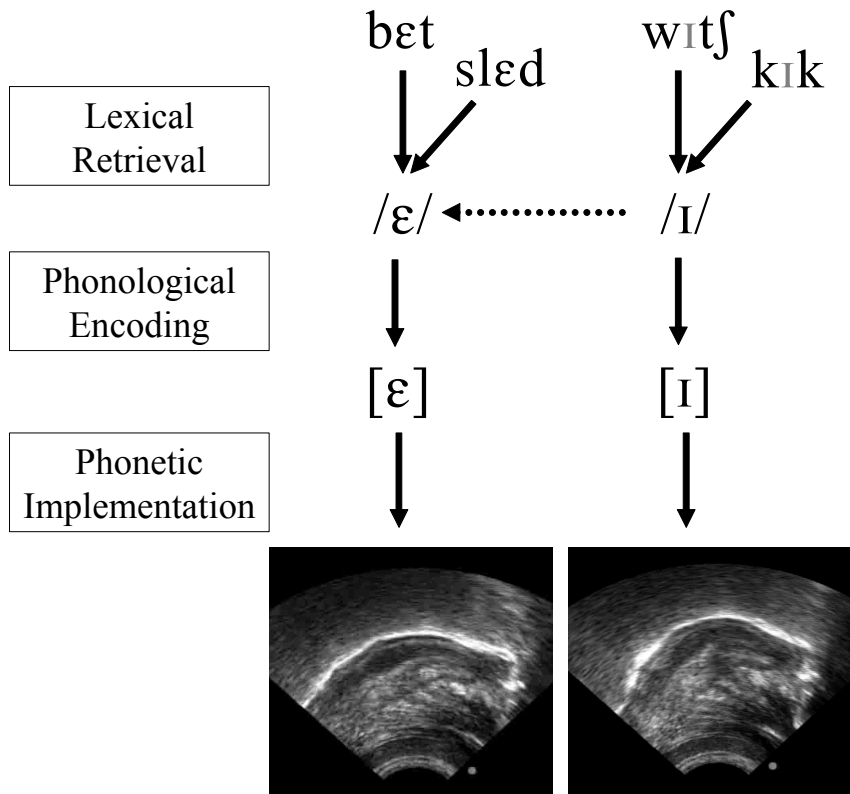 bɛt
slɛd
wɪtʃ
kɪk
Lexical
Retrieval
/ɛ/
/ɪ/
Phonological
Encoding
[ɛ]
[ɪ]
Phonetic
Implementation